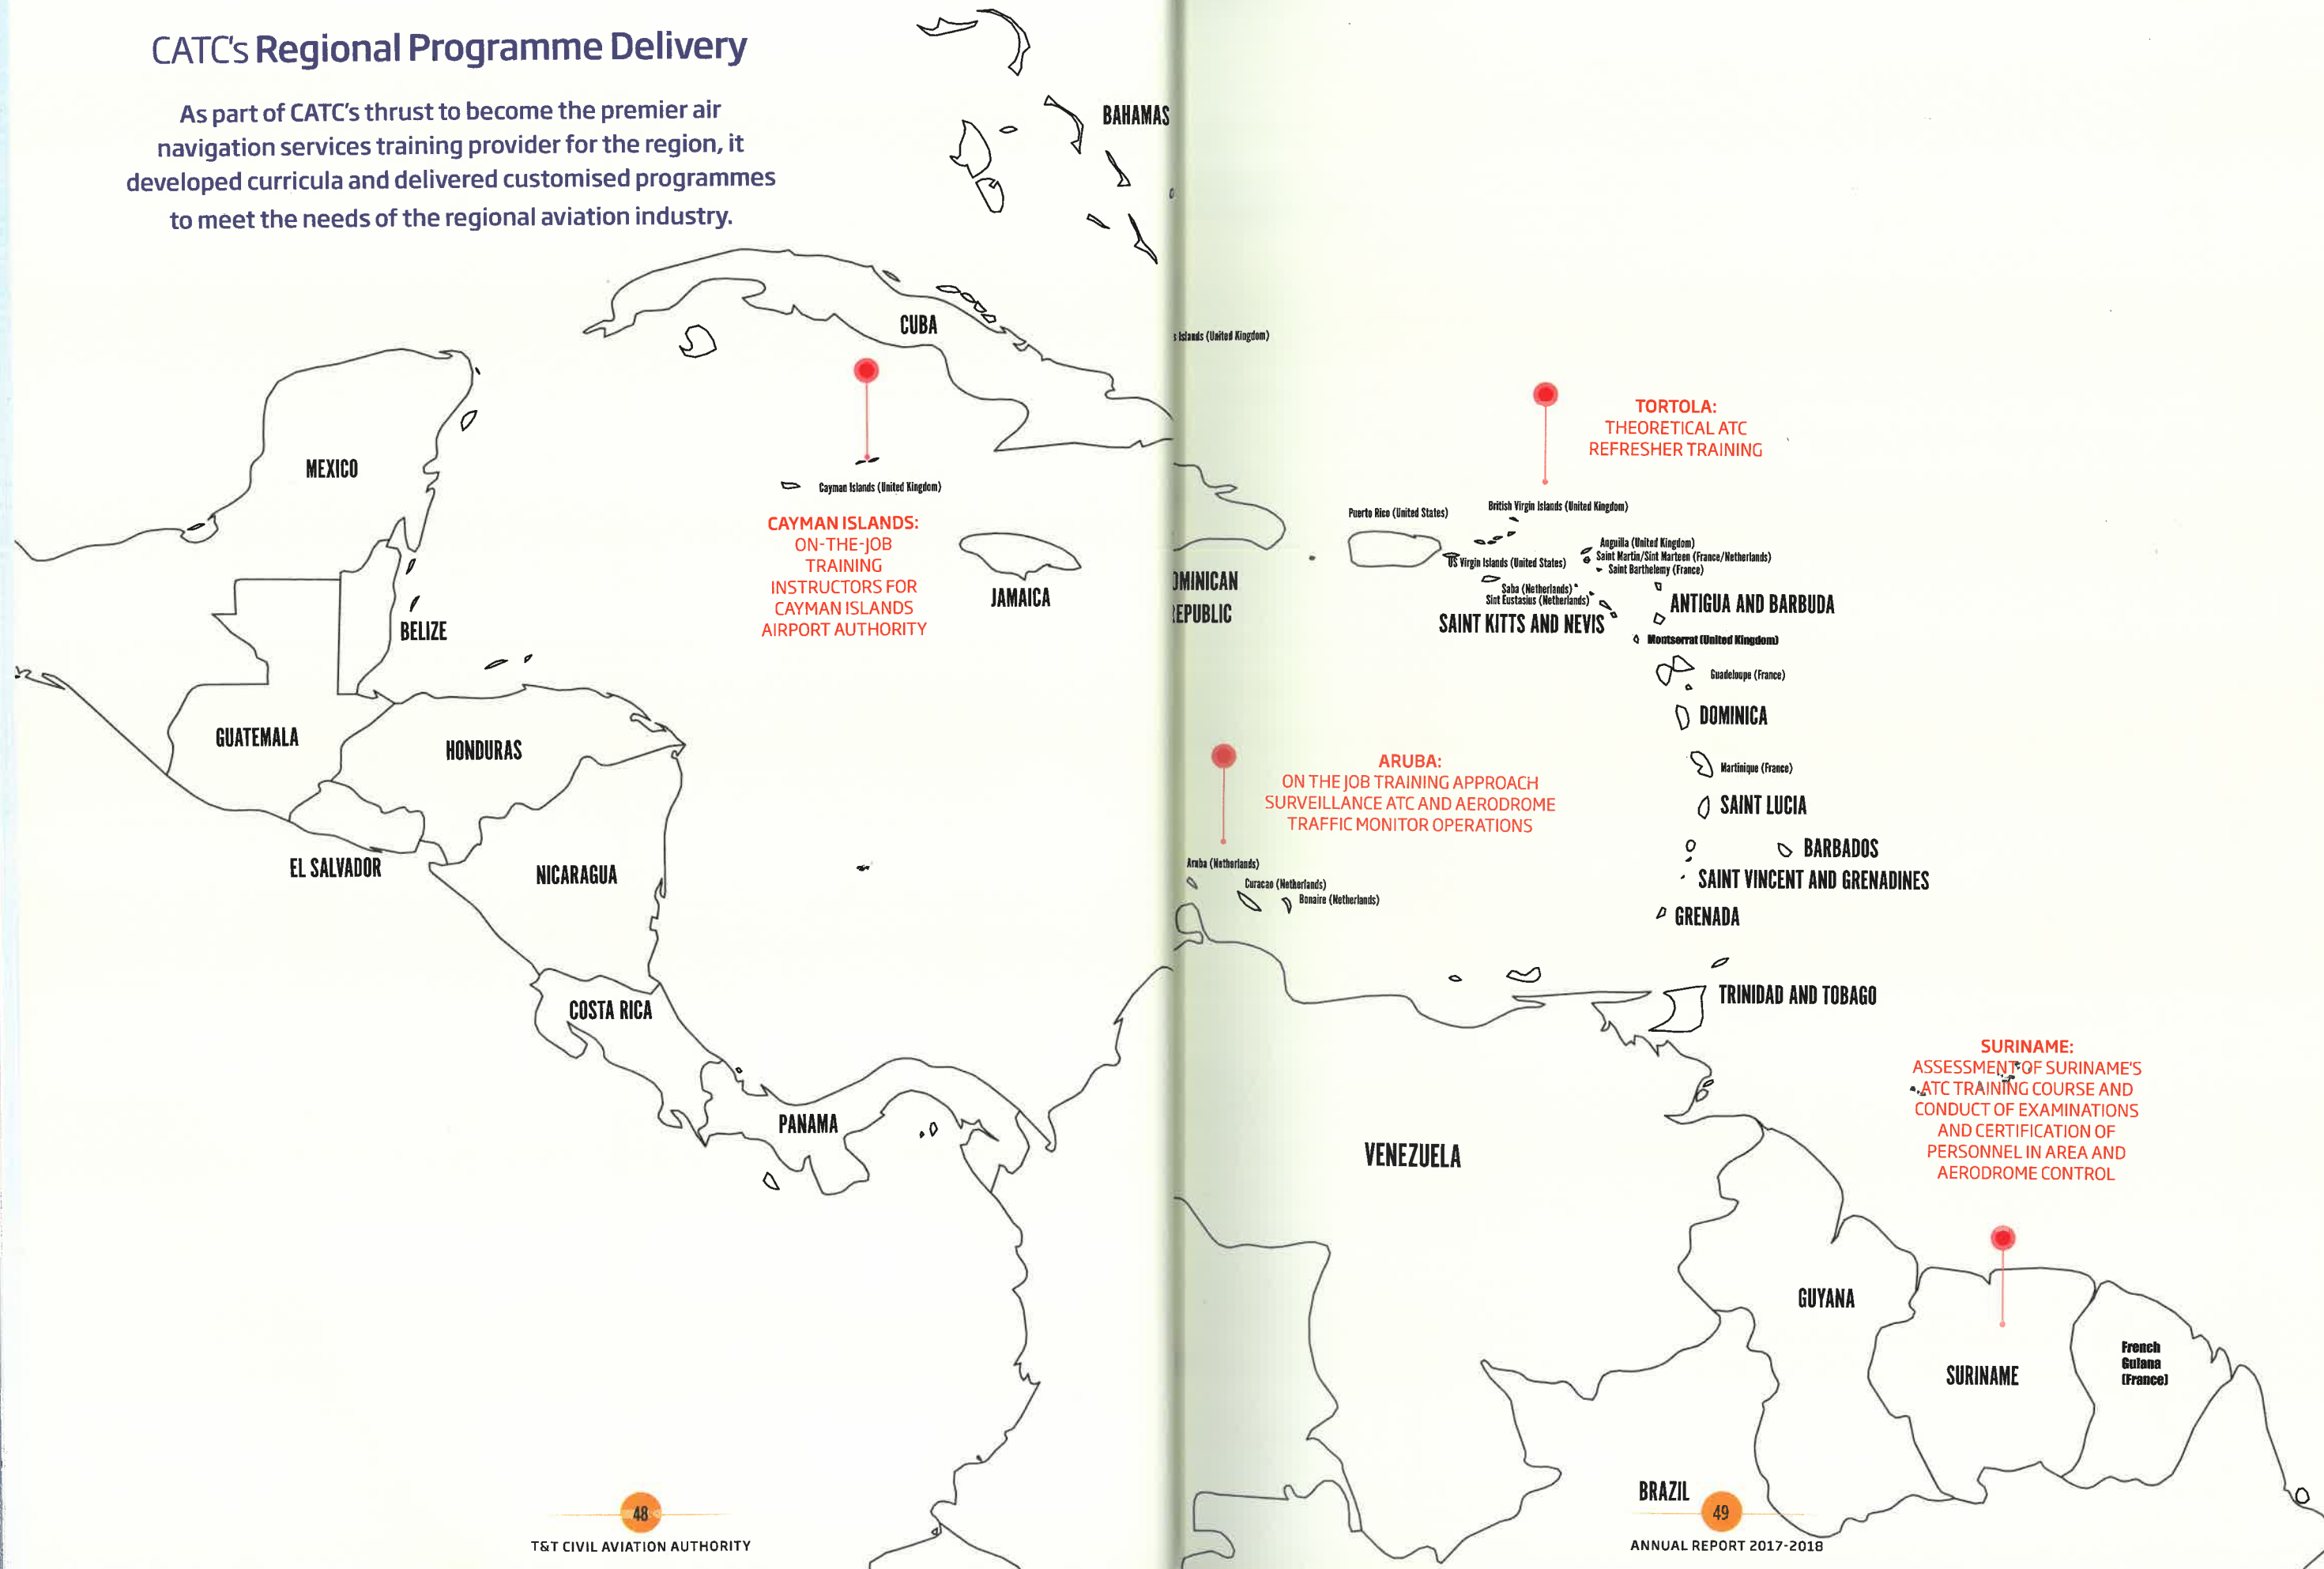 CATC's Regional Programme Delivery
As part of CATC's thrust to become the premier air
navigation services training provider for the region, it
developed curricula and delivered customised programmes
to meet the needs of the regional aviation industry.
BAHAMAS
CUBA
MEXICO
Cayman Islands (United Kingdom)
CAYMAN ISLANDS:
ON-THE-JOB
TRAINING
INSTRUCTORS FOR
CAYMAN ISLANDS
AIRPORT AUTHORITY
JAMAICA
BELIZE
GUATEMALA
HONDURAS
EL SALVADOR
NICARAGUA
COSTA RICA
PANAMA
48
T&T CIVIL AVIATION AUTHORITY
s Islands (United Kingdom)
TORTOLA:
THEORETICAL ATC
REFRESHER TRAINING
British Virgin Islands (United Kingdom)
Puerto Rico (United States)
Anguilla (United Kingdom)
Saint Martin/Sint Marteen (France/Netherlands)
US Virgin Islands (United States)
Saint Barthelemy (France)
OMINICAN
EPUBLIC
Saba (Netherlands)
Sint Eustasius (Netherlands)
ANTIGUA AND BARBUDA
SAINT KITTS AND NEVIS
Montserrat (United Kingdom)
Guadeloupe (France)
DOMINICA
ARUBA:
ON THE JOB TRAINING APPROACH
SURVEILLANCE ATC AND AERODROME
TRAFFIC MONITOR OPERATIONS
Martinique (France)
SAINT LUCIA
BARBADOS
Aruba (Netherlands)
Curacao (Netherlands)
Bonaire (Netherlands)
SAINT VINCENT AND GRENADINES
GRENADA
TRINIDAD AND TOBAGO
SURINAME:
ASSESSMENT OF SURINAME'S
ATC TRAINING COURSE AND
CONDUCT OF EXAMINATIONS
AND CERTIFICATION OF
PERSONNEL IN AREA AND
AERODROME CONTROL
VENEZUELA
GUYANA
SURINAME
French
Guiana
(France)
BRAZIL
49
ANNUAL REPORT 2017-2018